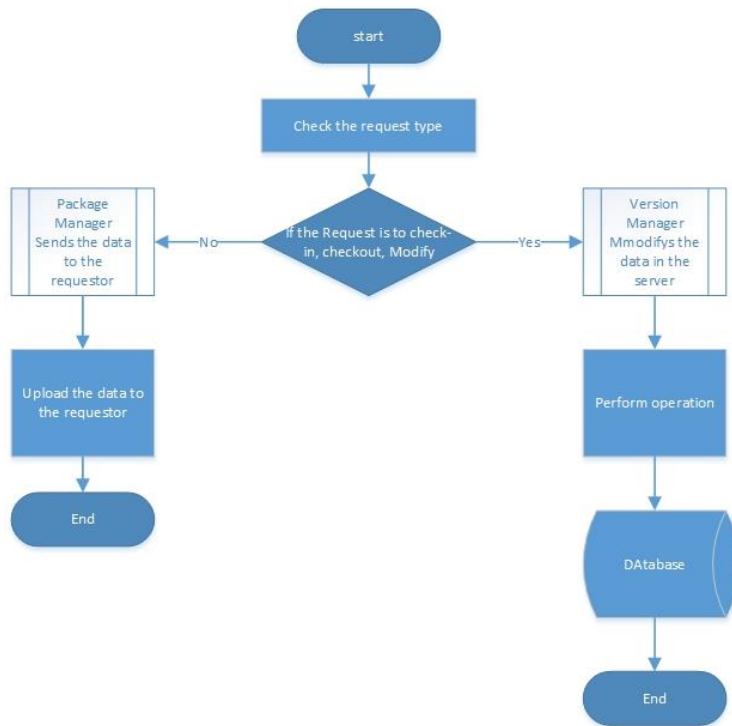 start
Check the request type
If the Request is to check-
in, checkout, Modify
No
Yes
Package
Manager
Sends the data
to the
requestor
Version
Manager
Mmodifys the
data in the
server
Upload the data to
the requestor
Perform operation
End
DAtabase
End